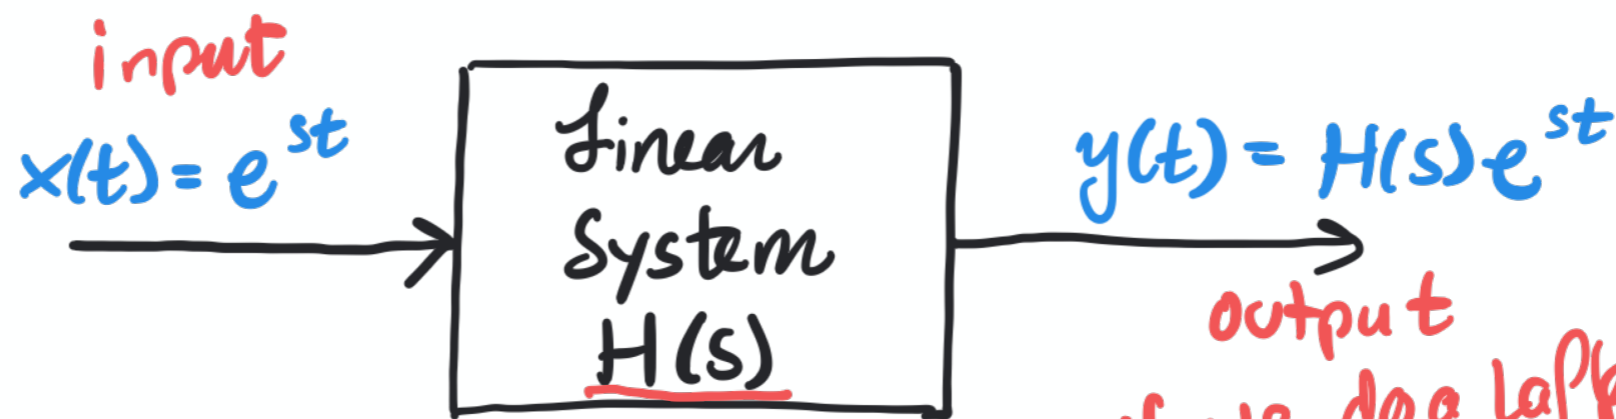 input
x(t) = e^st
Linear
System
H(s)
y(t) = H(s) e^st
output